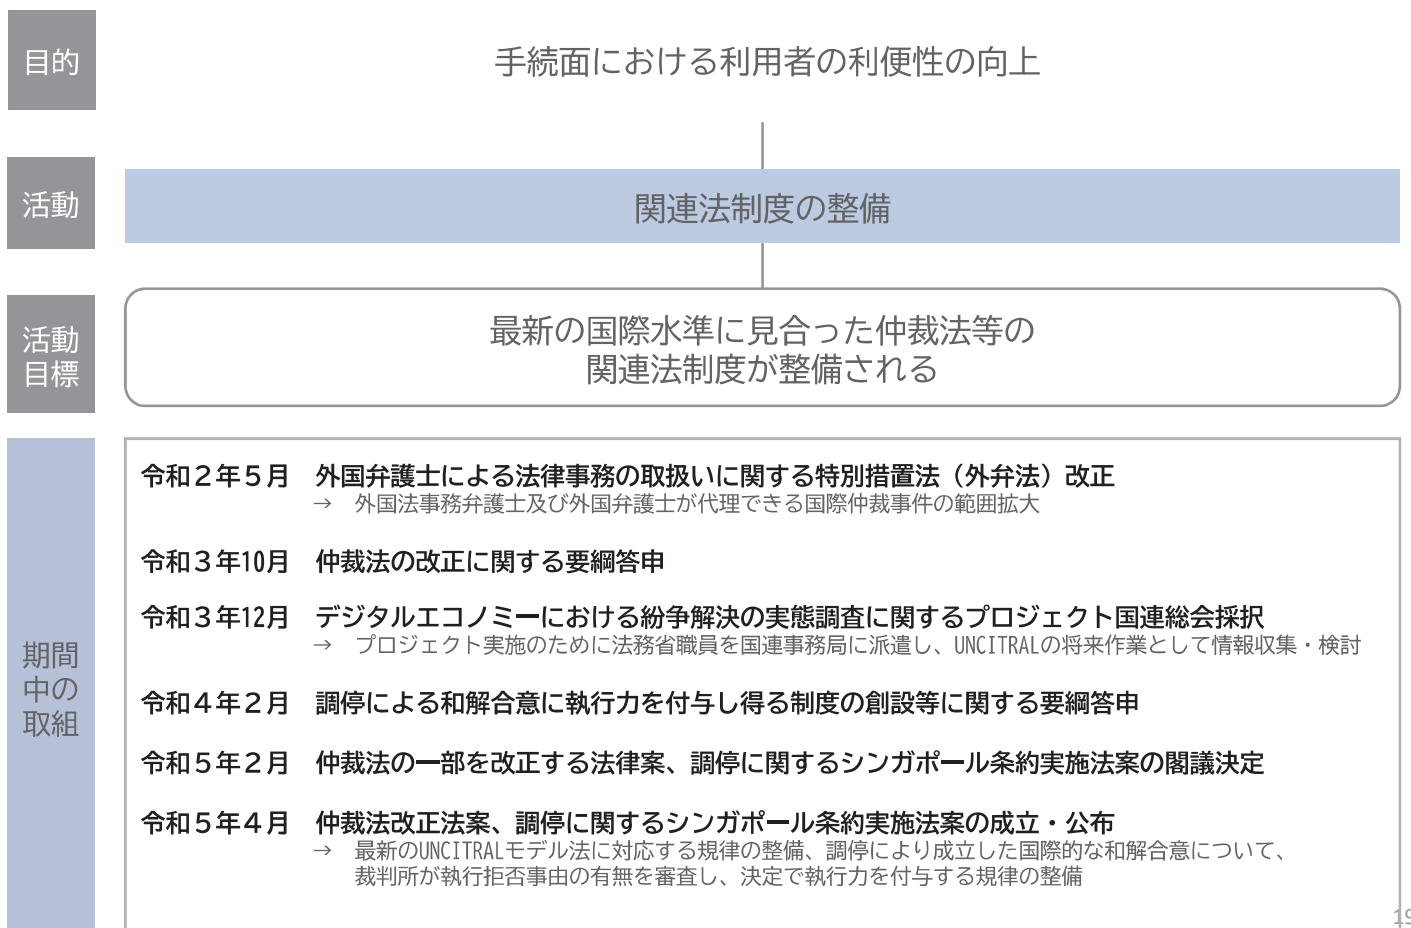 目的
手続面における利用者の利便性の向上
活動
関連法制度の整備
活動
目標
最新の国際水準に見合った仲裁法等の
関連法制度が整備される
期間
中の
取組
令和２年５月　外国弁護士による法律事務の取扱いに関する特別措置法（外弁法）改正
→　外国法事務弁護士及び外国弁護士が代理できる国際仲裁事件の範囲拡大
令和３年10月　仲裁法の改正に関する要綱答申
令和３年12月　デジタルエコノミーにおける紛争解決の実態調査に関するプロジェクト国連総会採択
→　プロジェクト実施のために法務省職員を国連事務局に派遣し、UNCITRALの将来作業として情報収集・検討
令和４年２月　調停による和解合意に執行力を付与し得る制度の創設等に関する要綱答申
令和５年２月　仲裁法の一部を改正する法律案、調停に関するシンガポール条約実施法案の閣議決定
令和５年４月　仲裁法改正法案、調停に関するシンガポール条約実施法案の成立・公布
→　最新のUNCITRALモデル法に対応する規律の整備、調停により成立した国際的な和解合意について、
裁判所が執行拒否事由の有無を審査し、決定で執行力を付与する規律の整備
19